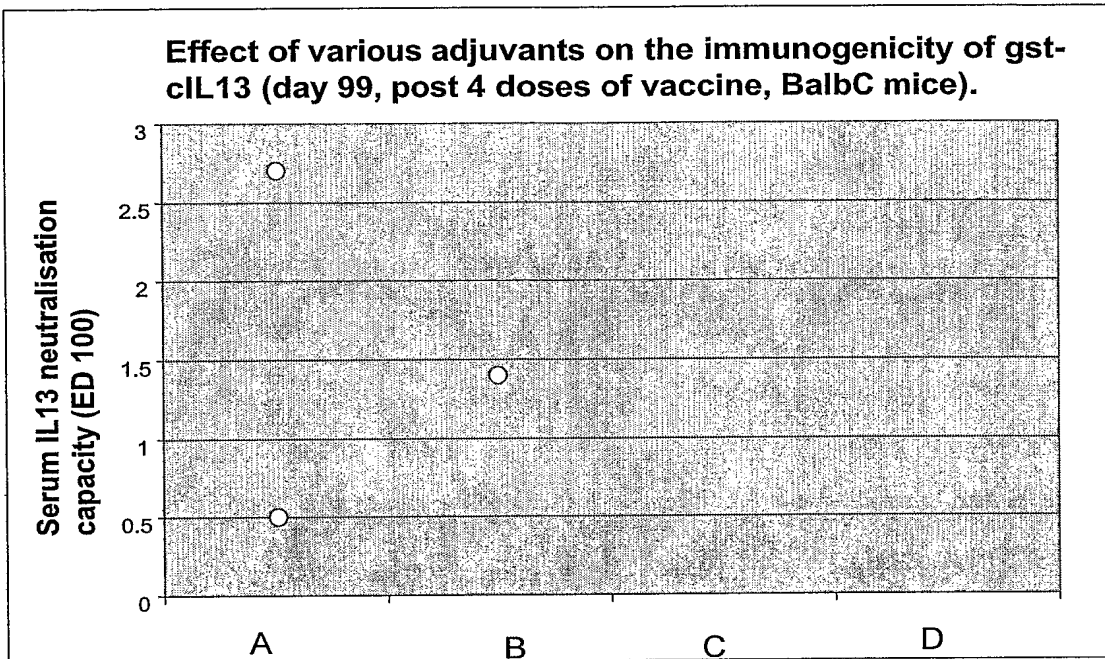 Effect of various adjuvants on the immunogenicity of gst-
cIL13 (day 99, post 4 doses of vaccine, BalbC mice).
Serum IL13 neutralisation
capacity (ED 100)
3
2.5
2
1.5
1
0.5
0
A B C D